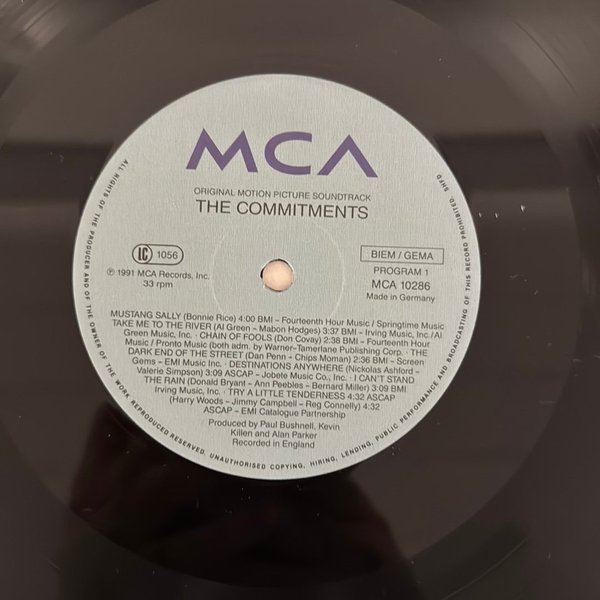 MCA
ORIGINAL MOTION PICTURE SOUNDTRACK
THE COMMITMENTS
LC 1056
℗ 1991 MCA Records, Inc.
33 rpm
BIEM / GEMA
PROGRAM 1
MCA 10286
Made in Germany
MUSTANG SALLY (Bonnie Rice) 4:00 BMI – Fourteenth Hour Music / Springtime Music
TAKE ME TO THE RIVER (Al Green – Mabon Hodges) 3:37 BMI – Irving Music, Inc./Al
Green Music, Inc. · CHAIN OF FOOLS (Don Covay) 2:38 BMI – Fourteenth Hour
Music / Pronto Music (both adm. by Warner-Tamerlane Publishing Corp. · THE
DARK END OF THE STREET (Dan Penn – Chips Moman) 2:36 BMI – Screen
Gems – EMI Music Inc. · DESTINATIONS ANYWHERE (Nickolas Ashford –
Valerie Simpson) 3:09 ASCAP – Jobete Music Co., Inc. · I CAN'T STAND
THE RAIN (Donald Bryant – Ann Peebles – Bernard Miller) 3:09 BMI
Irving Music, Inc. · TRY A LITTLE TENDERNESS 4:32 ASCAP
(Harry Woods – Jimmy Campbell – Reg Connelly) 4:32
ASCAP – EMI Catalogue Partnership
Produced by Paul Bushnell, Kevin
Killen and Alan Parker
Recorded in England
ALL RIGHTS OF THE PRODUCER AND OF THE OWNER OF THE WORK REPRODUCED RESERVED. UNAUTHORISED COPYING, HIRING, LENDING, PUBLIC PERFORMANCE AND BROADCASTING OF THIS RECORD PROHIBITED. SHFD